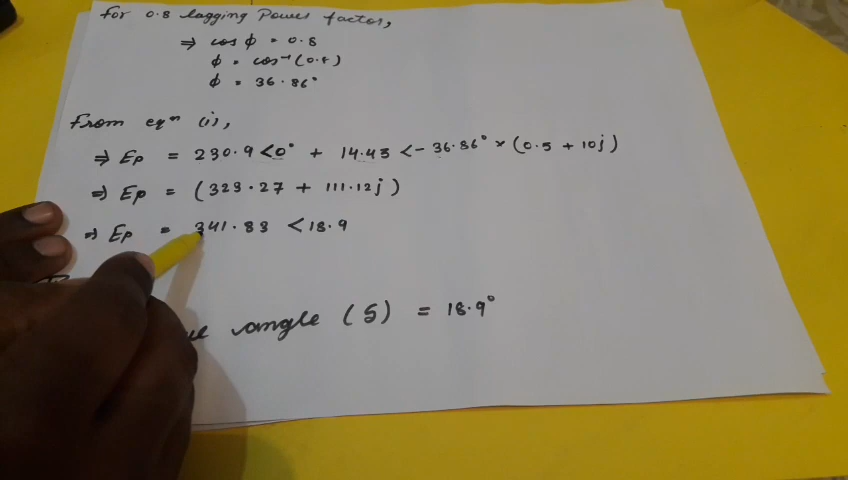 For 0.8 lagging Power factor,
⇒ cos ϕ = 0.8
ϕ = cos⁻¹(0.8)
ϕ = 36.86°
From eqⁿ (i),
⇒ Ep = 230.9 <0° + 14.43 <-36.86° × (0.5 + 10j)
⇒ Ep = (323.27 + 111.12j)
⇒ Ep = 341.83 <18.9
angle (δ) = 18.9°